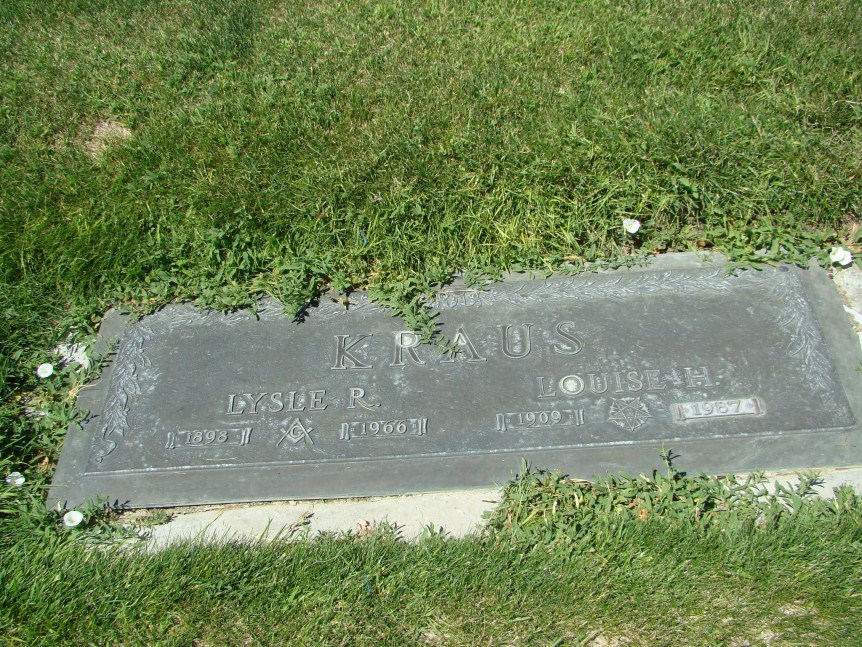 KRAUS
LYSLE R. LOUISE H.
1898 1966 1909 1987